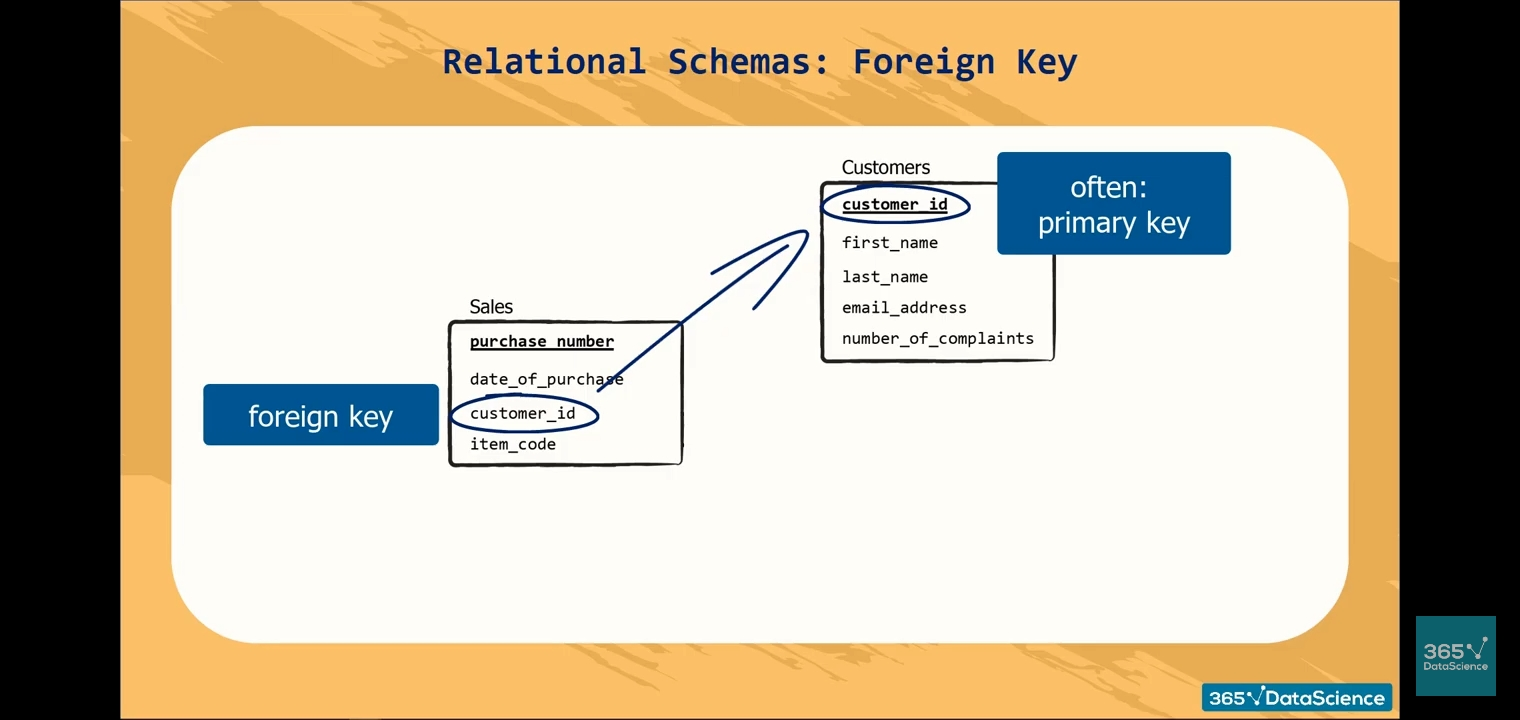 Relational Schemas: Foreign Key
Customers
customer_id
first_name
last_name
email_address
number_of_complaints
often:
primary key
Sales
purchase_number
date_of_purchase
customer_id
item_code
foreign key
365 DataScience
365
DataScience